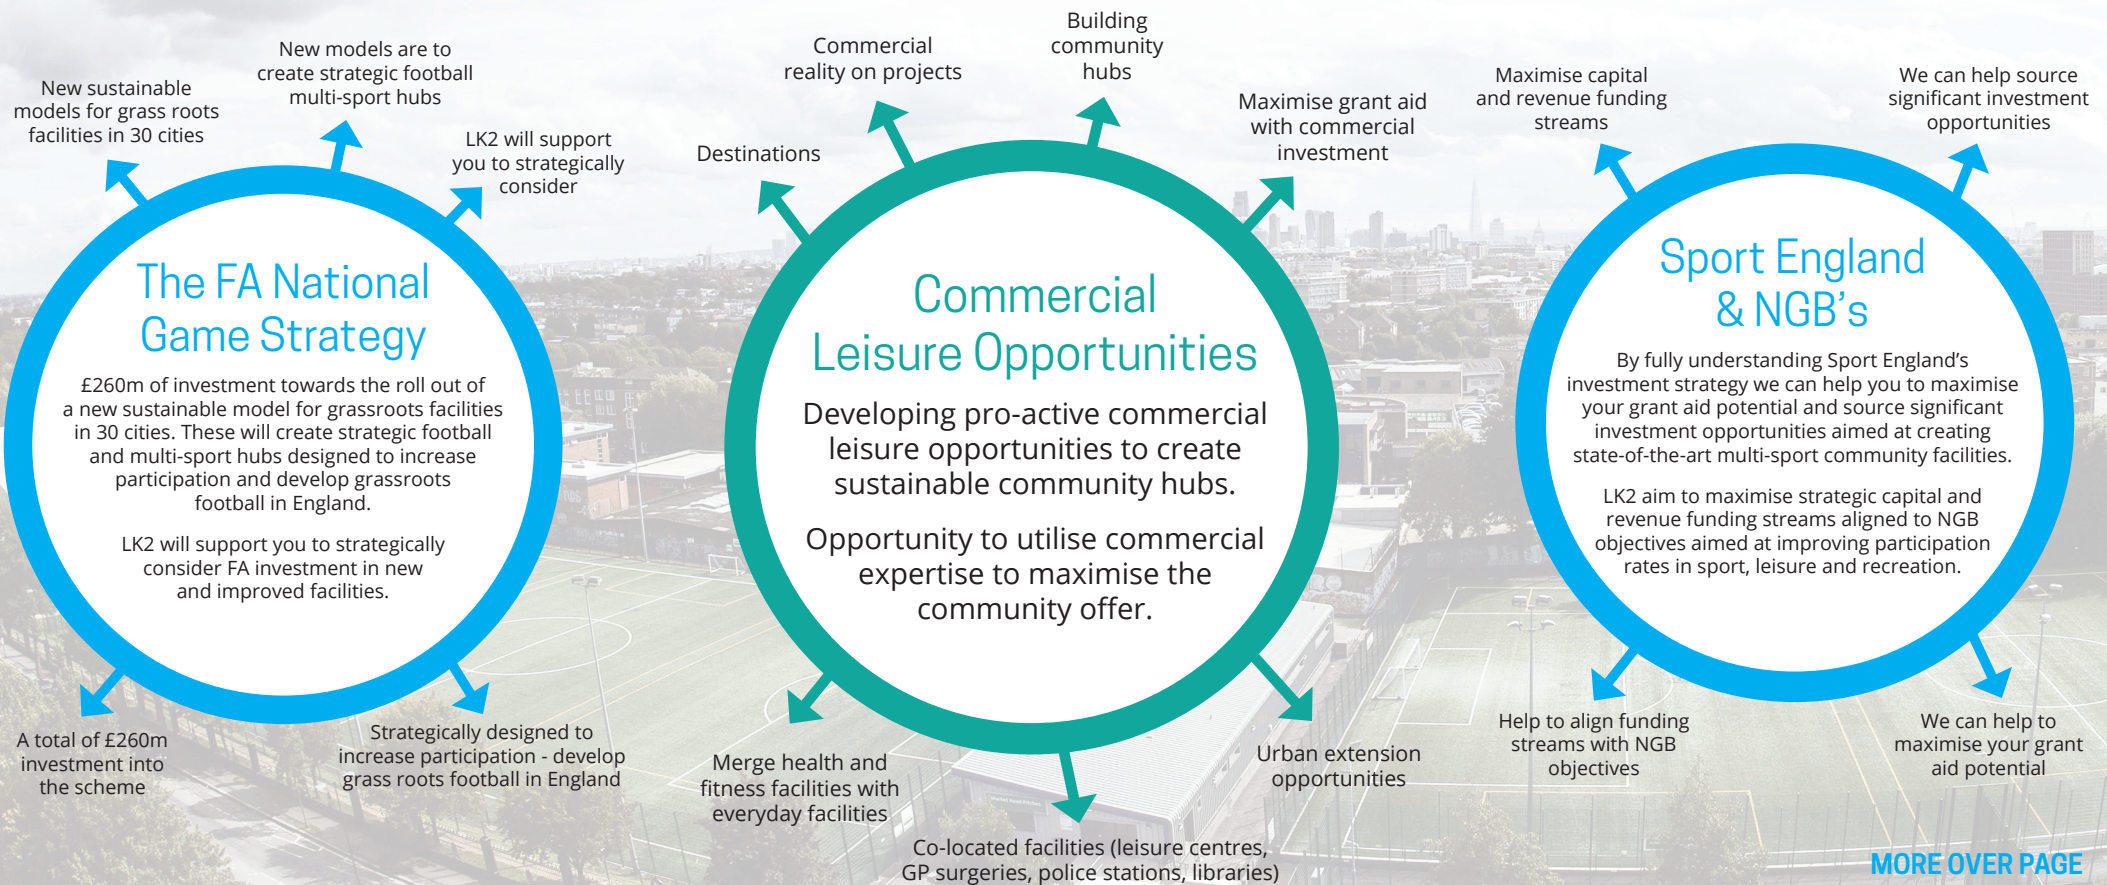 New sustainable
models for grass roots
facilities in 30 cities
New models are to
create strategic football
multi-sport hubs
LK2 will support
you to strategically
consider
The FA National
Game Strategy
£260m of investment towards the roll out of
a new sustainable model for grassroots facilities
in 30 cities. These will create strategic football
and multi-sport hubs designed to increase
participation and develop grassroots
football in England.
LK2 will support you to strategically
consider FA investment in new
and improved facilities.
A total of £260m
investment into
the scheme
Strategically designed to
increase participation - develop
grass roots football in England
Destinations
Commercial
reality on projects
Building
community
hubs
Maximise grant aid
with commercial
investment
Commercial
Leisure Opportunities
Developing pro-active commercial
leisure opportunities to create
sustainable community hubs.
Opportunity to utilise commercial
expertise to maximise the
community offer.
Merge health and
fitness facilities with
everyday facilities
Co-located facilities (leisure centres,
GP surgeries, police stations, libraries)
Urban extension
opportunities
Maximise capital
and revenue funding
streams
We can help source
significant investment
opportunities
Sport England
& NGB’s
By fully understanding Sport England’s
investment strategy we can help you to maximise
your grant aid potential and source significant
investment opportunities aimed at creating
state-of-the-art multi-sport community facilities.
LK2 aim to maximise strategic capital and
revenue funding streams aligned to NGB
objectives aimed at improving participation
rates in sport, leisure and recreation.
Help to align funding
streams with NGB
objectives
We can help to
maximise your grant
aid potential
MORE OVER PAGE